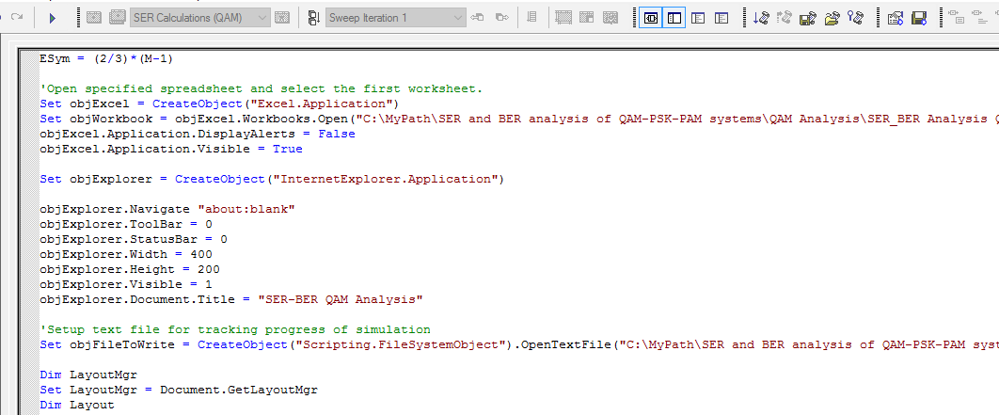 SER Calculations (QAM) Sweep Iteration 1
ESym = (2/3)*(M-1)
'Open specified spreadsheet and select the first worksheet.
Set objExcel = CreateObject("Excel.Application")
Set objWorkbook = objExcel.Workbooks.Open("C:\MyPath\SER and BER analysis of QAM-PSK-PAM systems\QAM Analysis\SER_BER Analysis Q
objExcel.Application.DisplayAlerts = False
objExcel.Application.Visible = True
Set objExplorer = CreateObject("InternetExplorer.Application")
objExplorer.Navigate "about:blank"
objExplorer.ToolBar = 0
objExplorer.StatusBar = 0
objExplorer.Width = 400
objExplorer.Height = 200
objExplorer.Visible = 1
objExplorer.Document.Title = "SER-BER QAM Analysis"
'Setup text file for tracking progress of simulation
Set objFileToWrite = CreateObject("Scripting.FileSystemObject").OpenTextFile("C:\MyPath\SER and BER analysis of QAM-PSK-PAM syst
Dim LayoutMgr
Set LayoutMgr = Document.GetLayoutMgr
Dim Layout